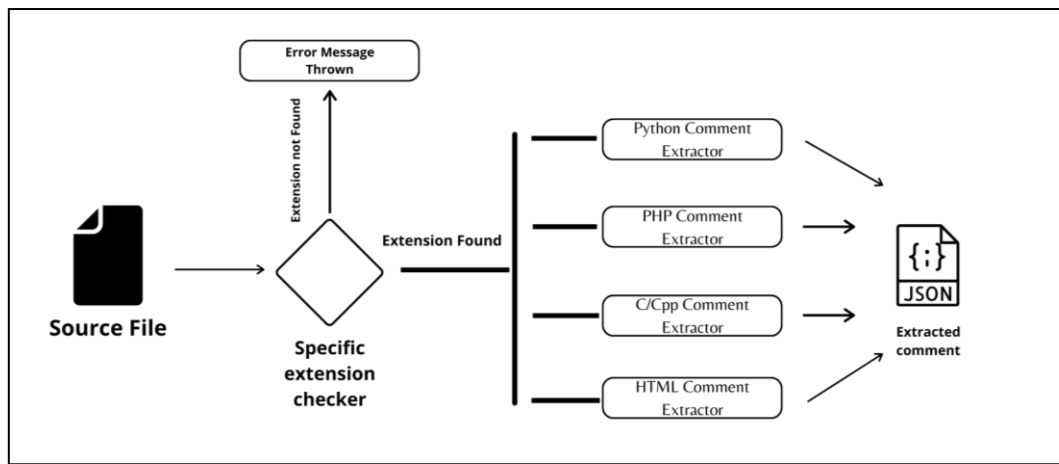 Error Message
Thrown
Extension not Found
Source File
Specific
extension
checker
Extension Found
Python Comment
Extractor
PHP Comment
Extractor
C/Cpp Comment
Extractor
HTML Comment
Extractor
{;}
JSON
Extracted
comment